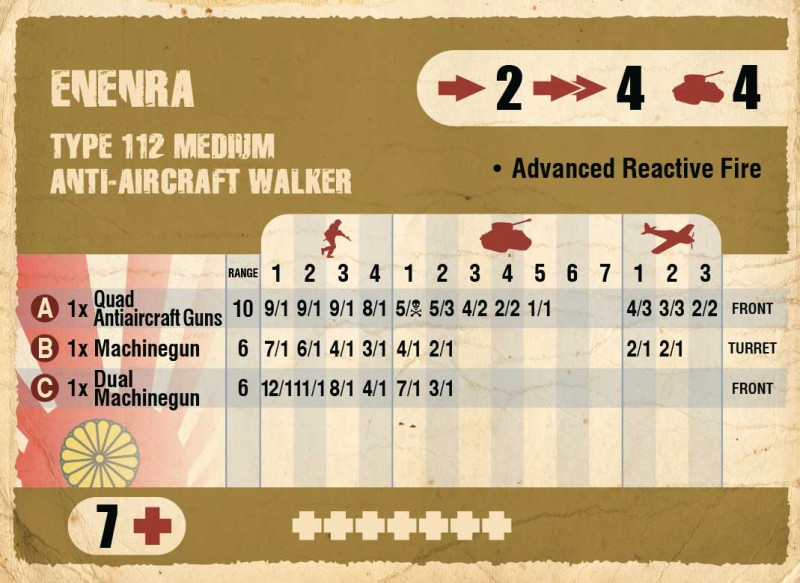 ENENRA
2 4 4
TYPE 112 MEDIUM
ANTI-AIRCRAFT WALKER
• Advanced Reactive Fire
RANGE 1 2 3 4 1 2 3 4 5 6 7 1 2 3
A 1x Quad Antiaircraft Guns 10 9/1 9/1 9/1 8/1 5/☠ 5/3 4/2 2/2 1/1 4/3 3/3 2/2 FRONT
B 1x Machinegun 6 7/1 6/1 4/1 3/1 4/1 2/1 2/1 2/1 TURRET
C 1x Dual Machinegun 6 12/1 11/1 8/1 4/1 7/1 3/1 FRONT
7